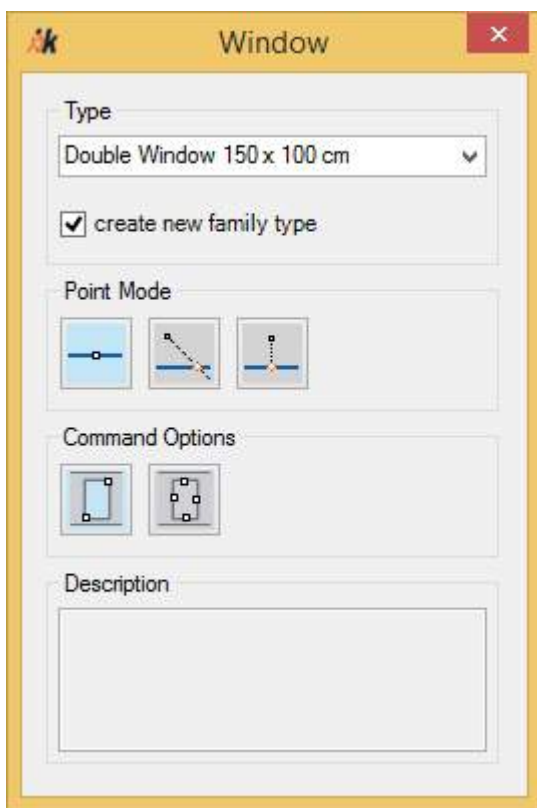 k
Window
Type
Double Window 150 x 100 cm
create new family type
Point Mode
Command Options
Description